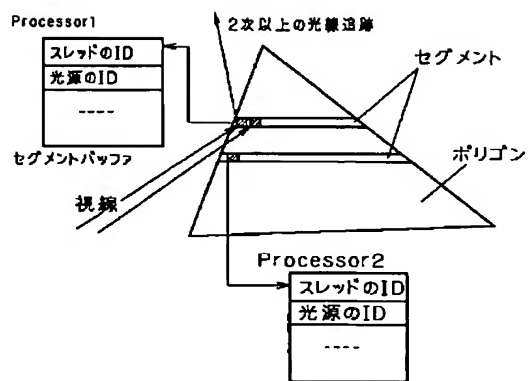 Processor1
2次以上の光線追跡
スレッドのID
光源のID
----
セグメントバッファ
セグメント
ポリゴン
視線
Processor2
スレッドのID
光源のID
----